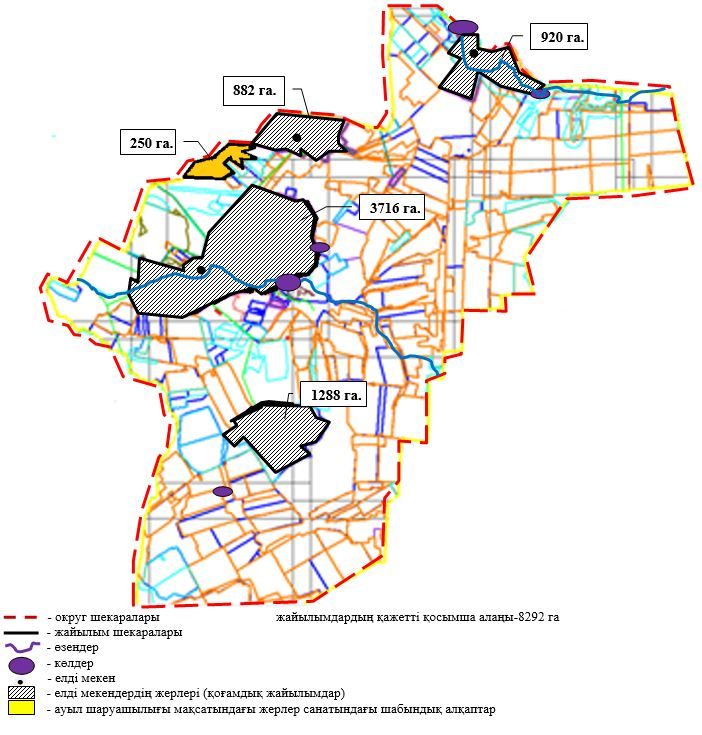 920 га.
882 га.
250 га.
3716 га.
1288 га.
- округ шекаралары
жайылымдардың қажетті қосымша алаңы-8292 га
- жайылым шекаралары
- өзендер
- көлдер
- елді мекен
- елді мекендердің жерлері (қоғамдық жайылымдар)
- ауыл шаруашылығы мақсатындағы жерлер санатындағы шабындық алқаптар